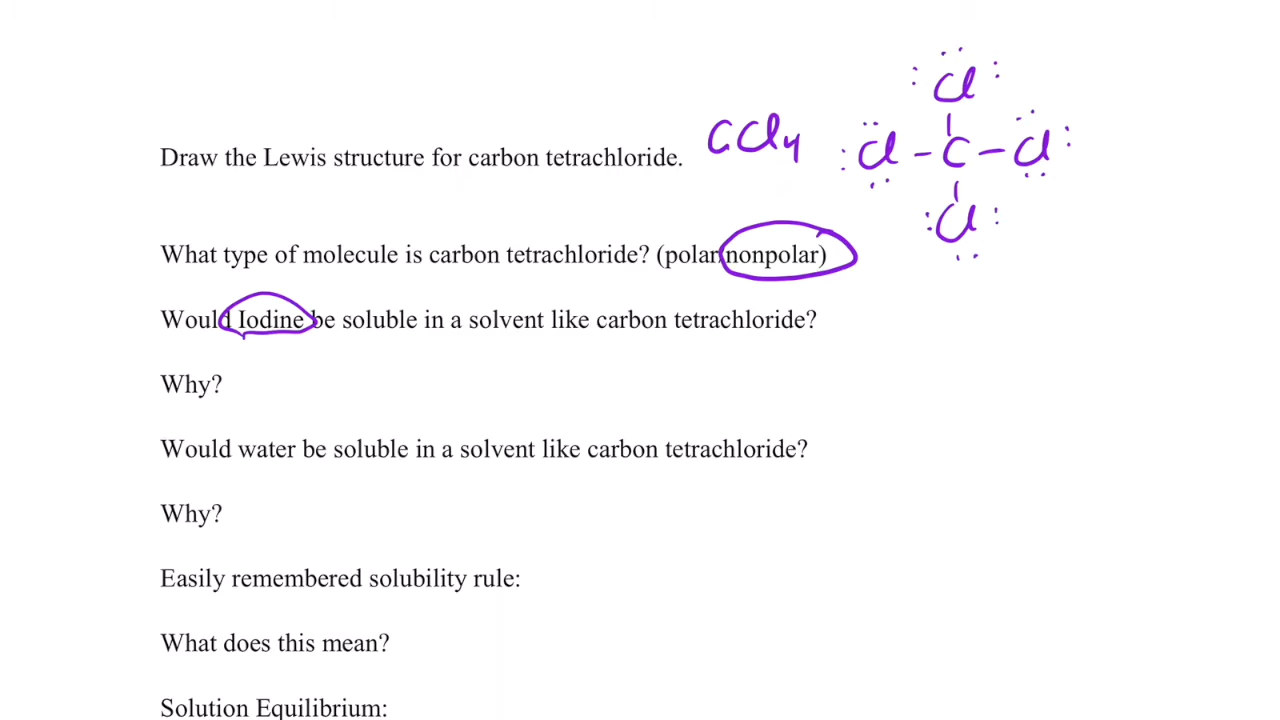 Cl
Draw the Lewis structure for carbon tetrachloride. CCl4 Cl - C - Cl
Cl
What type of molecule is carbon tetrachloride? (polar nonpolar)
Would Iodine be soluble in a solvent like carbon tetrachloride?
Why?
Would water be soluble in a solvent like carbon tetrachloride?
Why?
Easily remembered solubility rule:
What does this mean?
Solution Equilibrium: